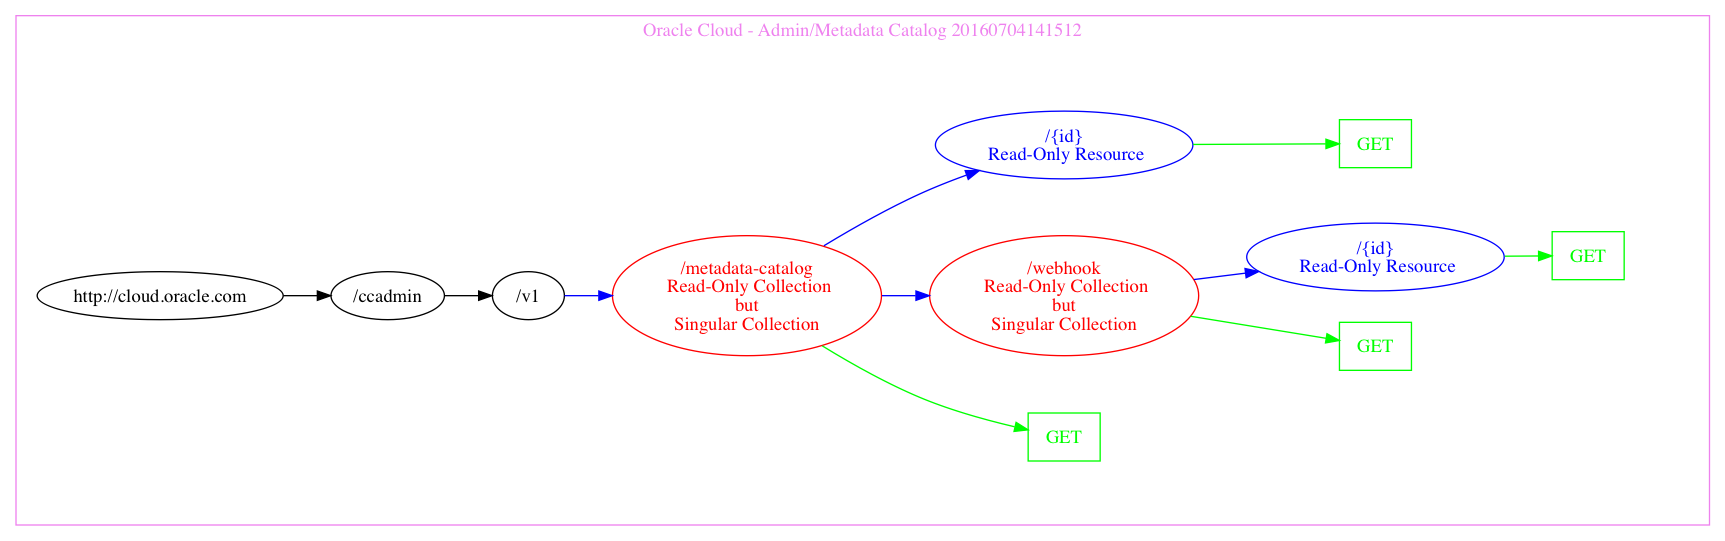 Oracle Cloud - Admin/Metadata Catalog 20160704141512
http://cloud.oracle.com
/ccadmin
/v1
/metadata-catalog
Read-Only Collection
but
Singular Collection
/{id}
Read-Only Resource
GET
/webhook
Read-Only Collection
but
Singular Collection
/{id}
Read-Only Resource
GET
GET
GET